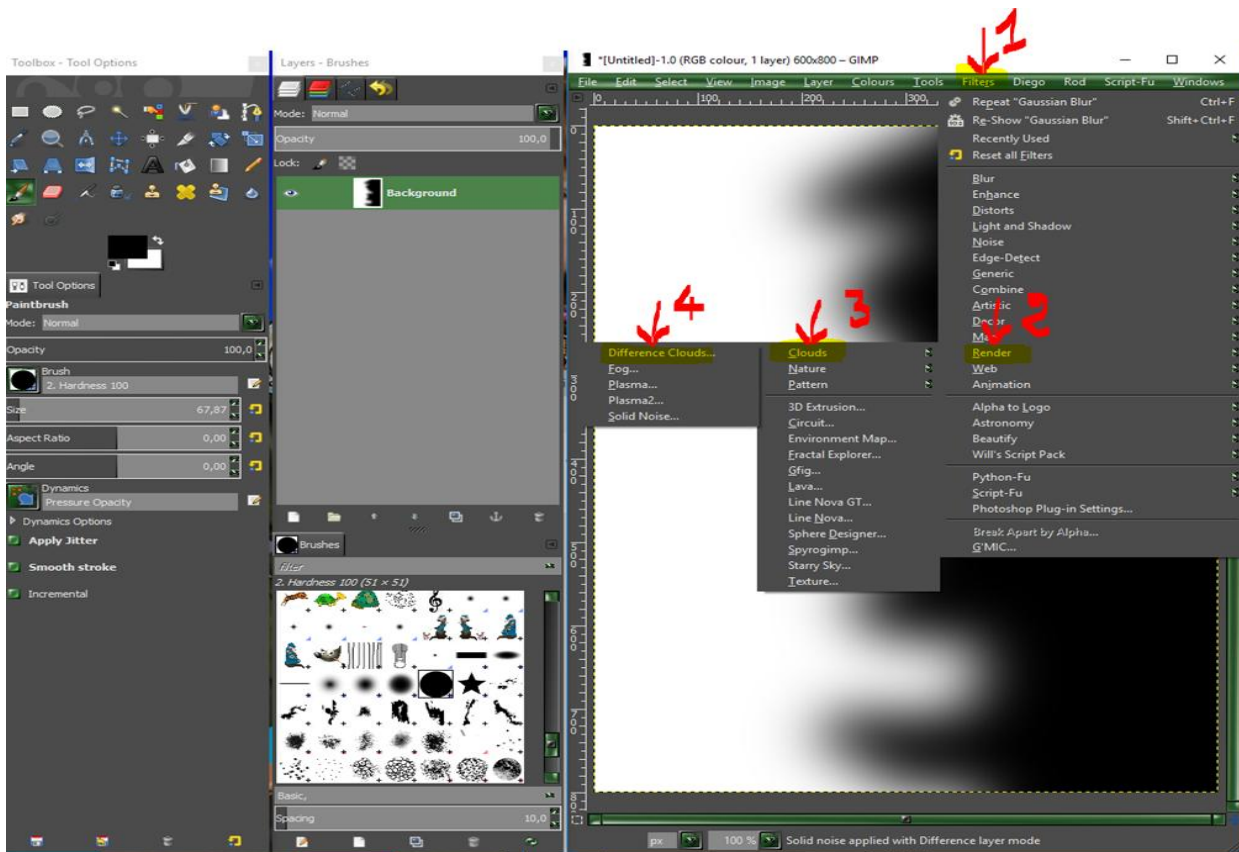 1
Toolbox - Tool Options
Layers - Brushes
*[Untitled]-1.0 (RGB colour, 1 layer) 600x800 – GIMP
File Edit Select View Image Layer Colours Tools Filters Diego Rod Script-Fu Windows
Mode: Normal
Opacity 100,0
Lock:
Background
0 100 200 300
Repeat "Gaussian Blur" Ctrl+F
Re-Show "Gaussian Blur" Shift+Ctrl+F
Recently Used
Reset all Filters
Blur
Enhance
Distorts
Light and Shadow
Noise
Edge-Detect
Generic
Combine
Artistic
Decor
2
Render
Web
Animation
Alpha to Logo
Astronomy
Beautify
Will's Script Pack
Python-Fu
Script-Fu
Photoshop Plug-in Settings...
Break Apart by Alpha...
G'MIC...
3
Clouds
Nature
Pattern
3D Extrusion...
Circuit...
Environment Map...
Fractal Explorer...
Gfig...
Lava...
Line Nova GT...
Line Nova...
Sphere Designer...
Spyrogimp...
Starry Sky...
Texture...
4
Difference Clouds...
Fog...
Plasma...
Plasma2...
Solid Noise...
Tool Options
Paintbrush
Mode: Normal
Opacity 100,0
Brush
2. Hardness 100
Size 67,87
Aspect Ratio 0,00
Angle 0,00
Dynamics
Pressure Opacity
Dynamics Options
Apply Jitter
Smooth stroke
Incremental
Brushes
filter
2. Hardness 100 (51 × 51)
Basic,
Spacing 10,0
px 100 % Solid noise applied with Difference layer mode